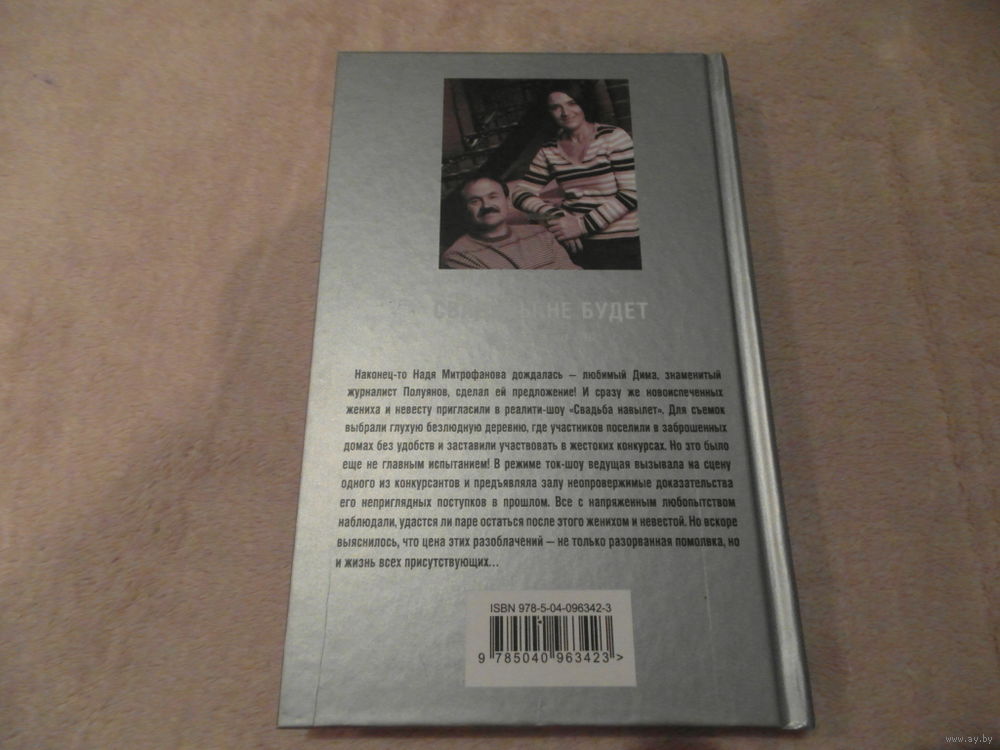 НЕ БУДЕТ
Наконец-то Надя Митрофанова дождалась – любимый Дима, знаменитый
журналист Полуянов, сделал ей предложение! И сразу же новоиспеченных
жениха и невесту пригласили в реалити-шоу «Свадьба навылет». Для съемок
выбрали глухую безлюдную деревню, где участников поселили в заброшенных
домах без удобств и заставили участвовать в жестоких конкурсах. Но это было
еще не главным испытанием! В режиме ток-шоу ведущая вызывала на сцену
одного из конкурсантов и предъявляла залу неопровержимые доказательства
его неприглядных поступков в прошлом. Все с напряженным любопытством
наблюдали, удастся ли паре остаться после этого женихом и невестой. Но вскоре
выяснилось, что цена этих разоблачений – не только разорванная помолвка, но
и жизнь всех присутствующих...
ISBN 978-5-04-096342-3
9 785040 963423>
www.ay.by